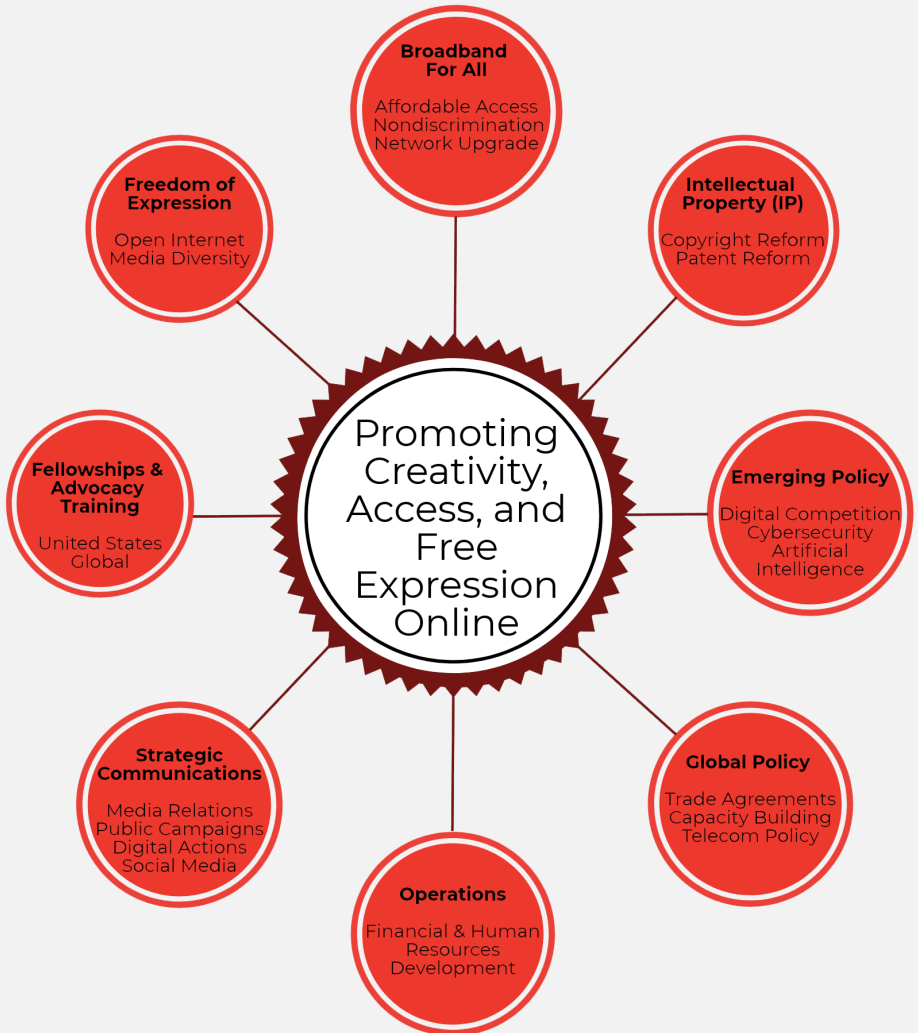 Broadband
For All
Affordable Access
Nondiscrimination
Network Upgrade
Freedom of
Expression
Open Internet
Media Diversity
Intellectual
Property (IP)
Copyright Reform
Patent Reform
Promoting
Creativity,
Access, and
Free
Expression
Online
Fellowships &
Advocacy
Training
United States
Global
Emerging Policy
Digital Competition
Cybersecurity
Artificial
Intelligence
Strategic
Communications
Media Relations
Public Campaigns
Digital Actions
Social Media
Global Policy
Trade Agreements
Capacity Building
Telecom Policy
Operations
Financial & Human
Resources
Development